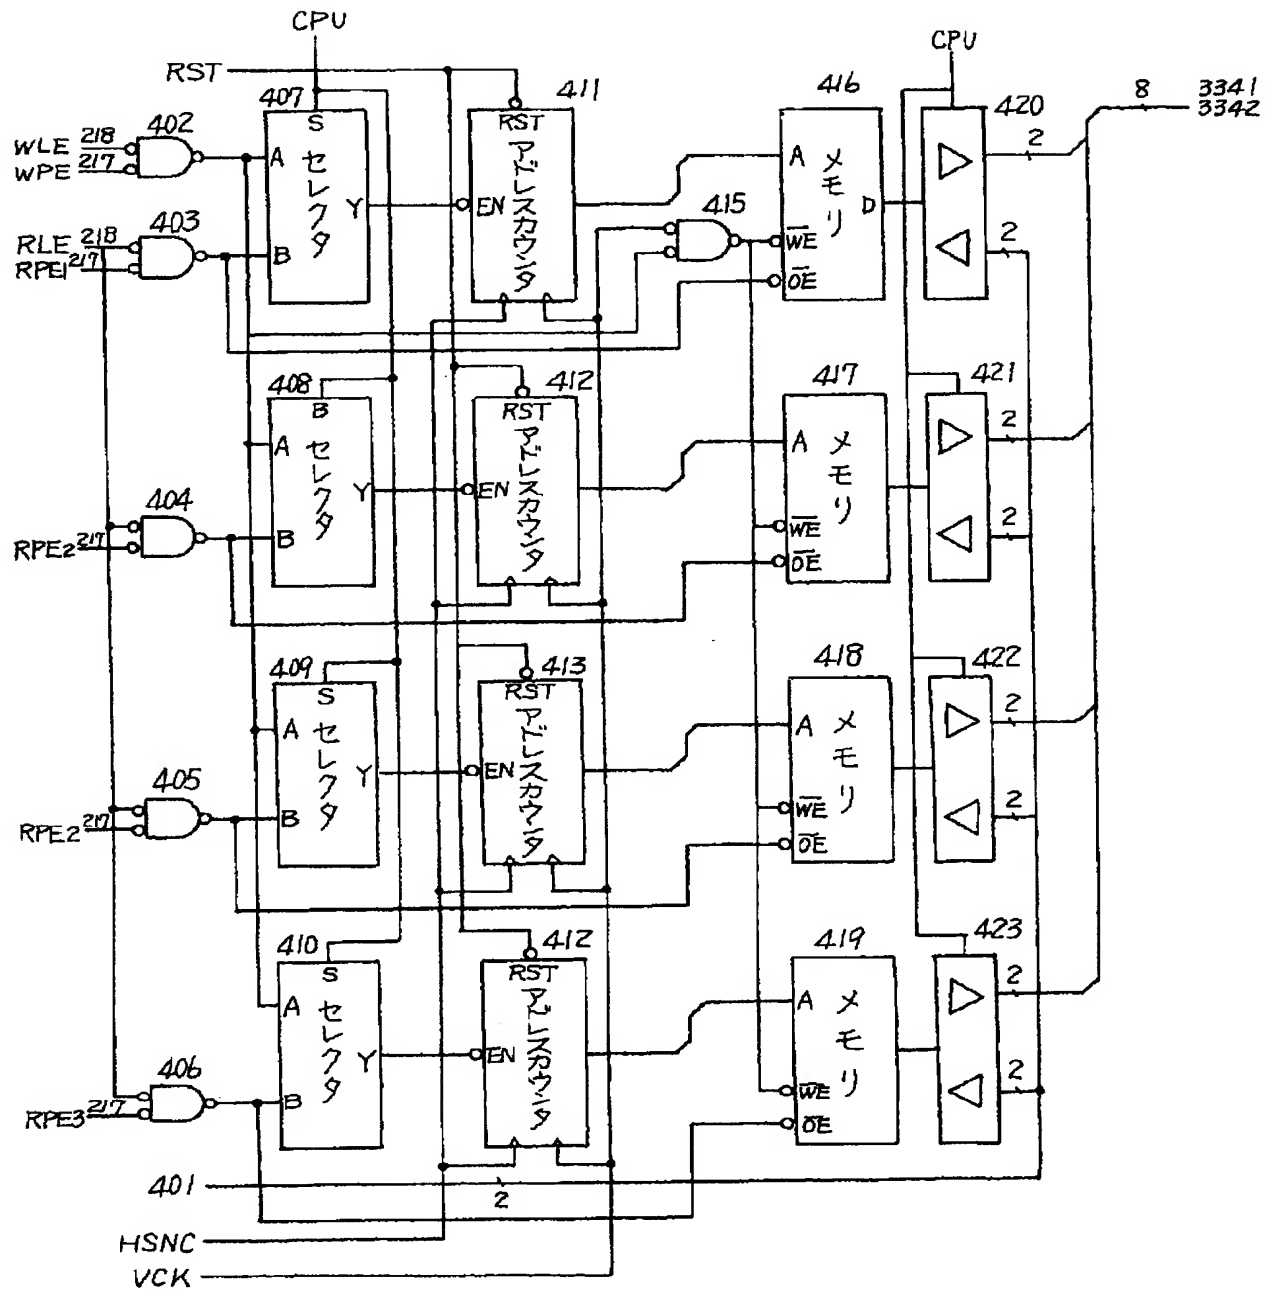 CPU
CPU
RST
407
411
416
420
8
3341
3342
402
WLE 218
WPE 217
S
A
Y
B
セレクタ
RST
EN
アドレスカウンタ
A
メモリ
D
WE
OE
2
2
403
RLE 218
RPE1 217
415
408
412
417
421
B
A
Y
B
セレクタ
RST
EN
アドレスカウンタ
A
メモリ
WE
OE
2
2
404
RPE2 217
409
413
418
422
S
A
Y
B
セレクタ
RST
EN
アドレスカウンタ
A
メモリ
WE
OE
2
2
405
RPE2 217
410
412
419
423
S
A
Y
B
セレクタ
RST
EN
アドレスカウンタ
A
メモリ
WE
OE
2
2
406
RPE3 217
401
2
HSNC
VCK